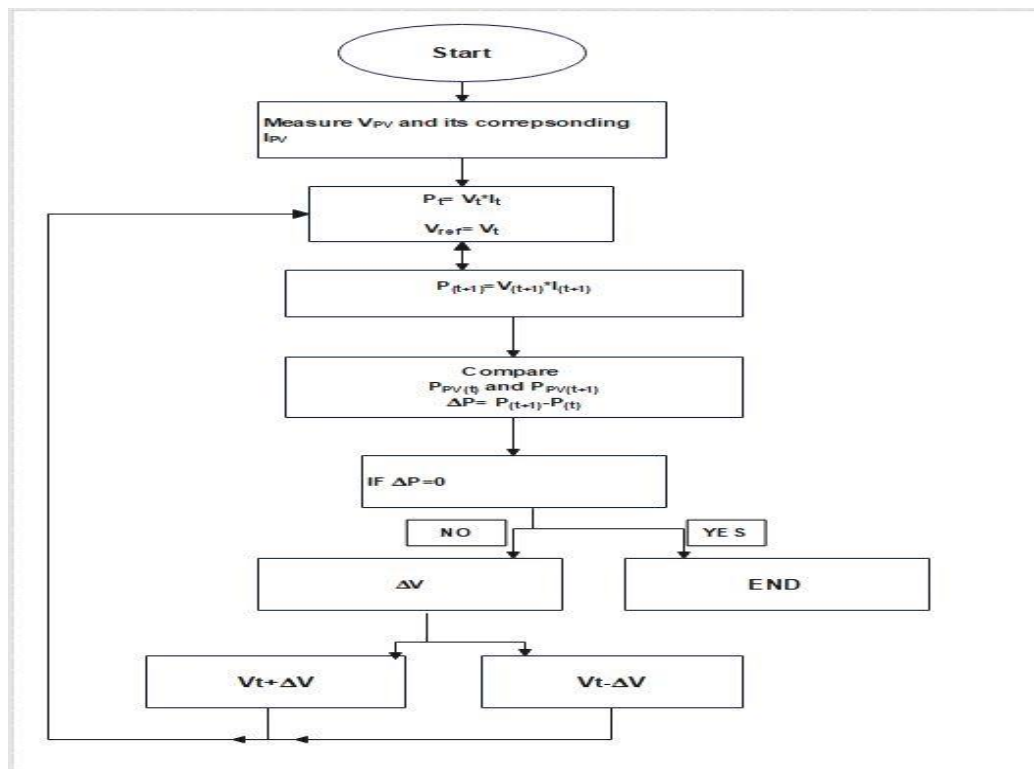 Start
Measure VPV and its correpsonding
IPV
Pt= Vt*It
Vref= Vt
P(t+1)=V(t+1)*I(t+1)
Compare
PPV(t) and PPV(t+1)
ΔP= P(t+1)-P(t)
IF ΔP=0
NO
YES
ΔV
END
Vt+ΔV
Vt-ΔV